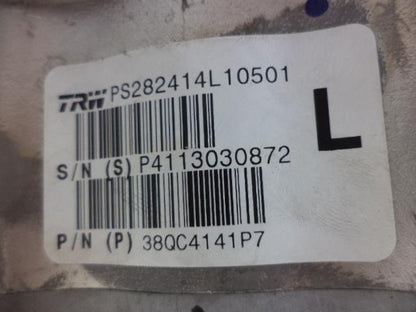 TRW PS282414L10501
L
S/N (S) P4113030872
P/N (P) 38QC4141P7